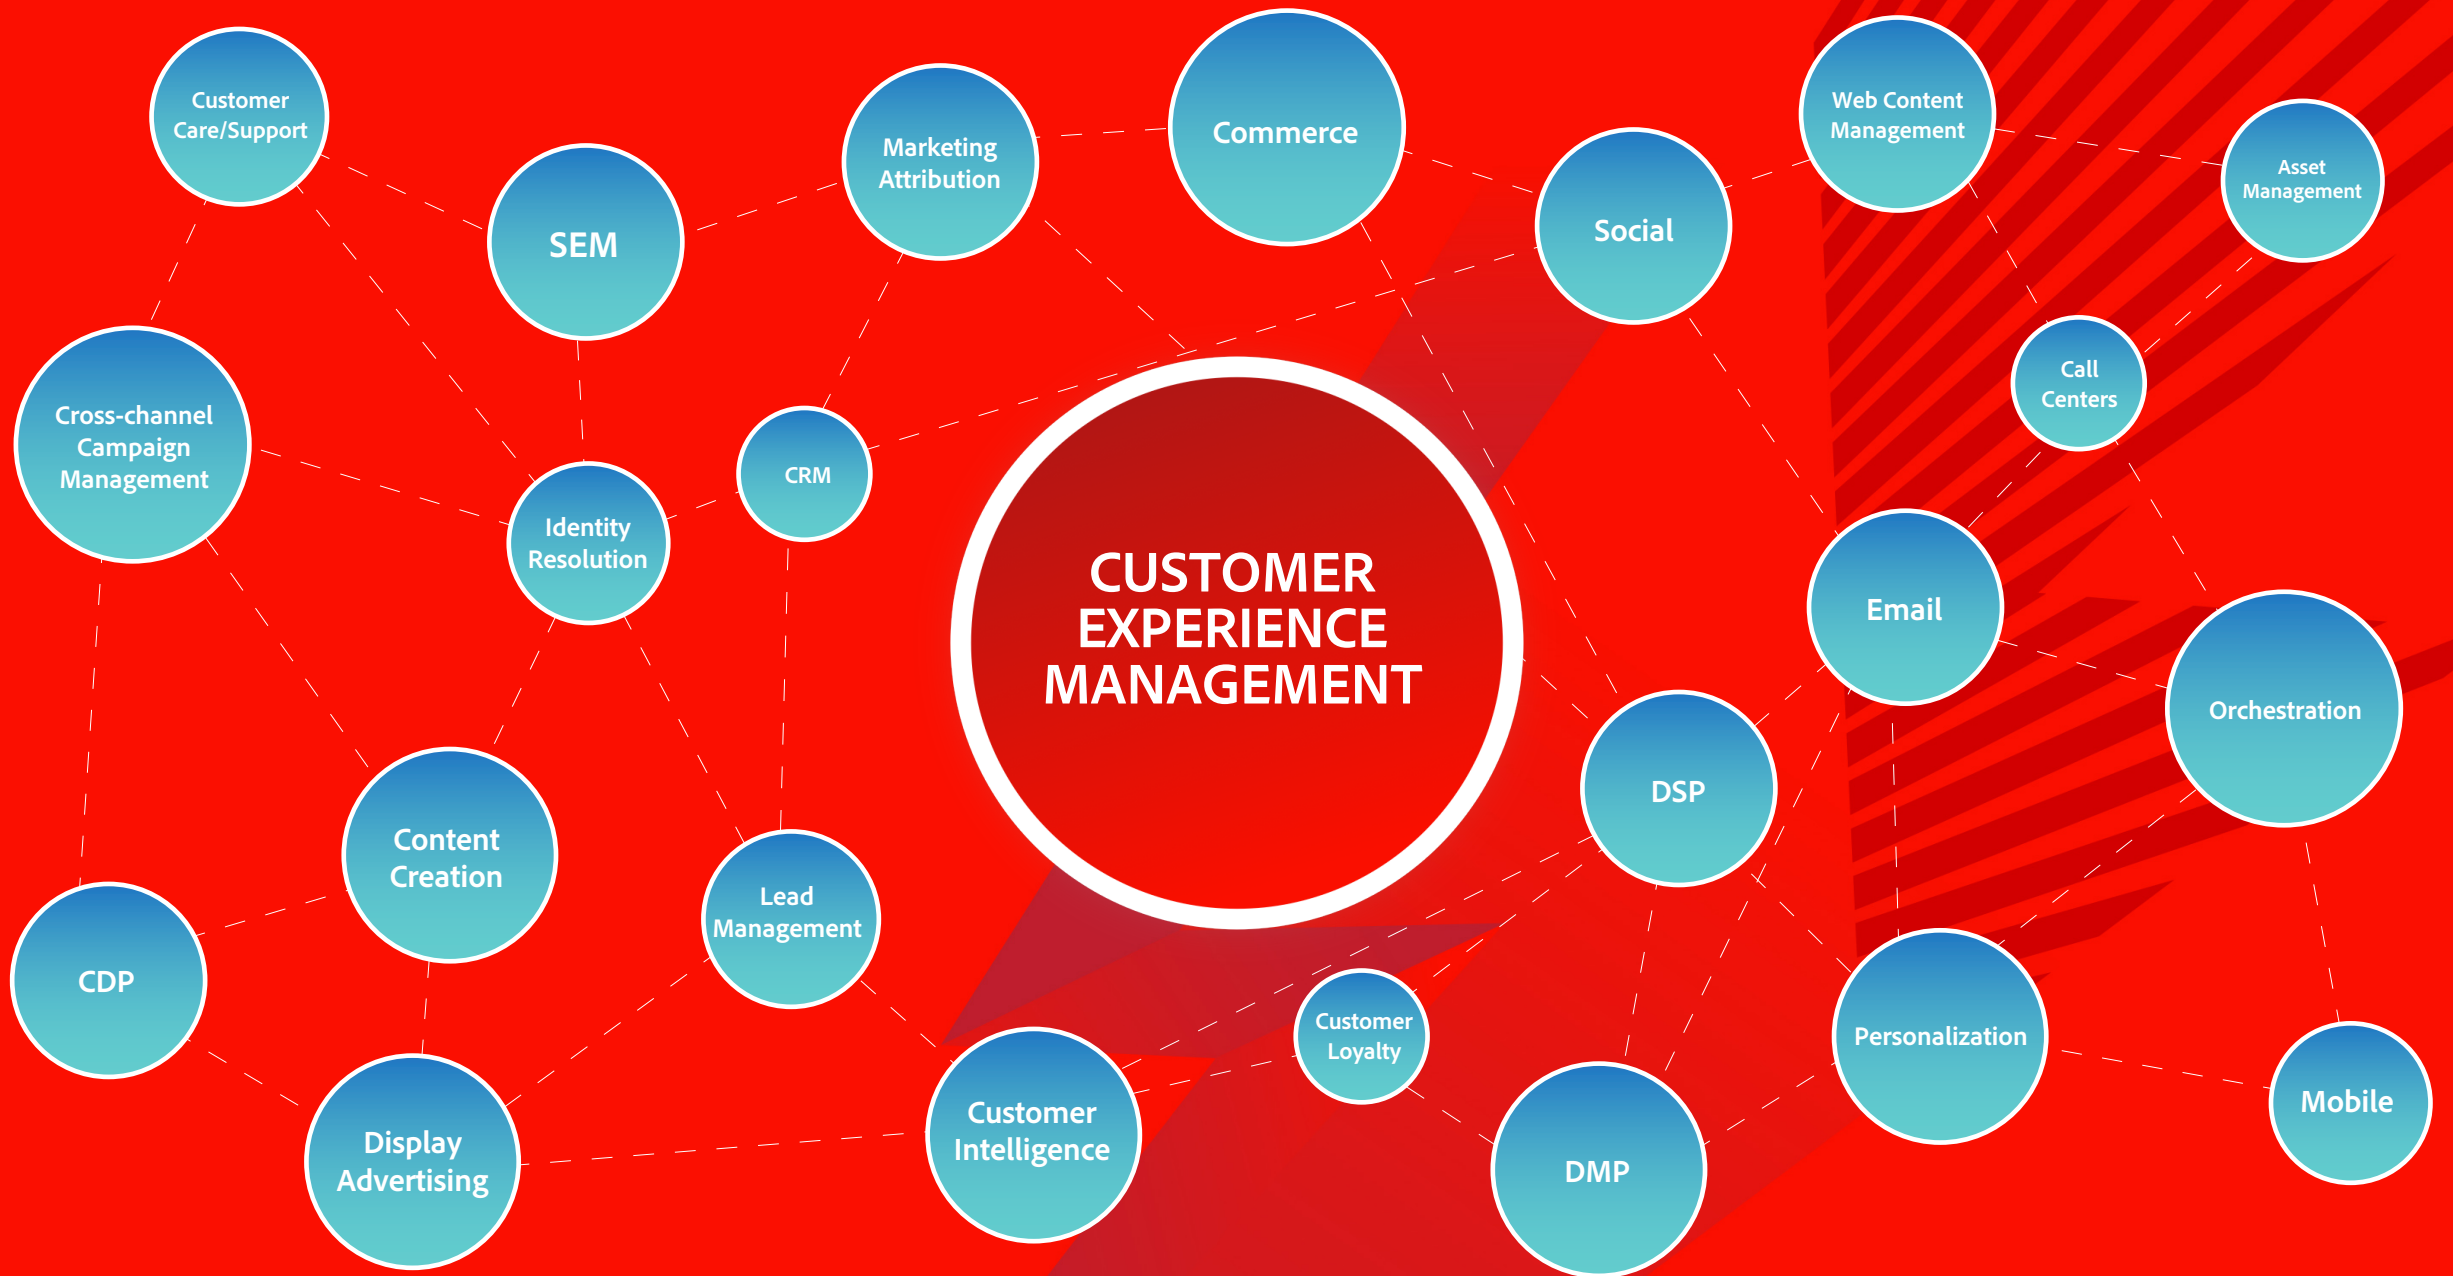 Customer
Care/Support
SEM
Marketing
Attribution
Commerce
Social
Web Content
Management
Asset
Management
Cross-channel
Campaign
Management
Identity
Resolution
CRM
CUSTOMER
EXPERIENCE
MANAGEMENT
Call
Centers
Email
Orchestration
DSP
Content
Creation
Lead
Management
CDP
Display
Advertising
Customer
Intelligence
Customer
Loyalty
DMP
Personalization
Mobile